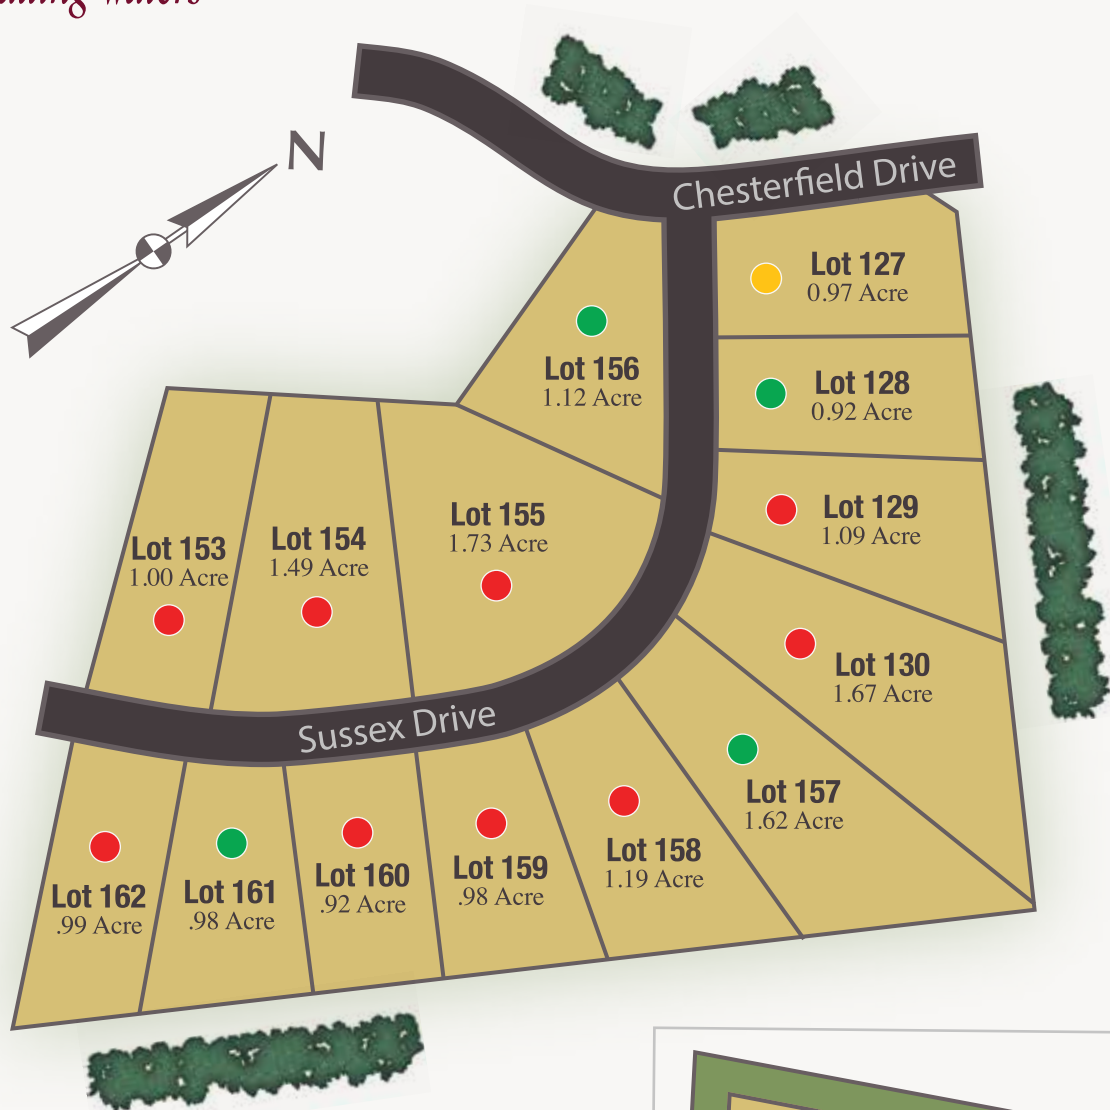 N
Chesterfield Drive
Lot 127
0.97 Acre
Lot 156
1.12 Acre
Lot 128
0.92 Acre
Lot 129
1.09 Acre
Lot 155
1.73 Acre
Lot 154
1.49 Acre
Lot 153
1.00 Acre
Lot 130
1.67 Acre
Sussex Drive
Lot 157
1.62 Acre
Lot 158
1.19 Acre
Lot 159
.98 Acre
Lot 160
.92 Acre
Lot 161
.98 Acre
Lot 162
.99 Acre